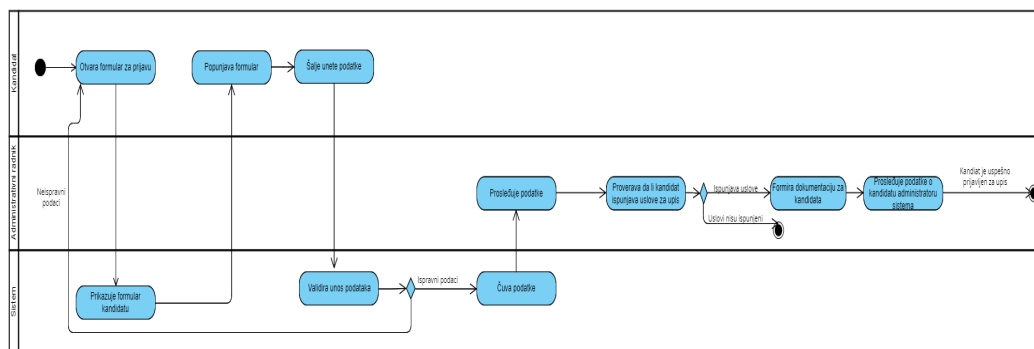 Kandidat
Otvara formular za prijavu
Popunjava formular
Šalje unete podatke
Administrativni radnik
Neispravni
podaci
Prosleđuje podatke
Proverava da li kandidat
ispunjava uslove za upis
Ispunjava uslove
Uslovi nisu ispunjeni
Formira dokumentaciju za
kandidata
Prosleđuje podatke o
kandidatu administratoru
sistema
Kandiat je uspešno
prijavljen za upis
Sistem
Prikazuje formular
kandidatu
Validira unos podataka
Ispravni podaci
Čuva podatke